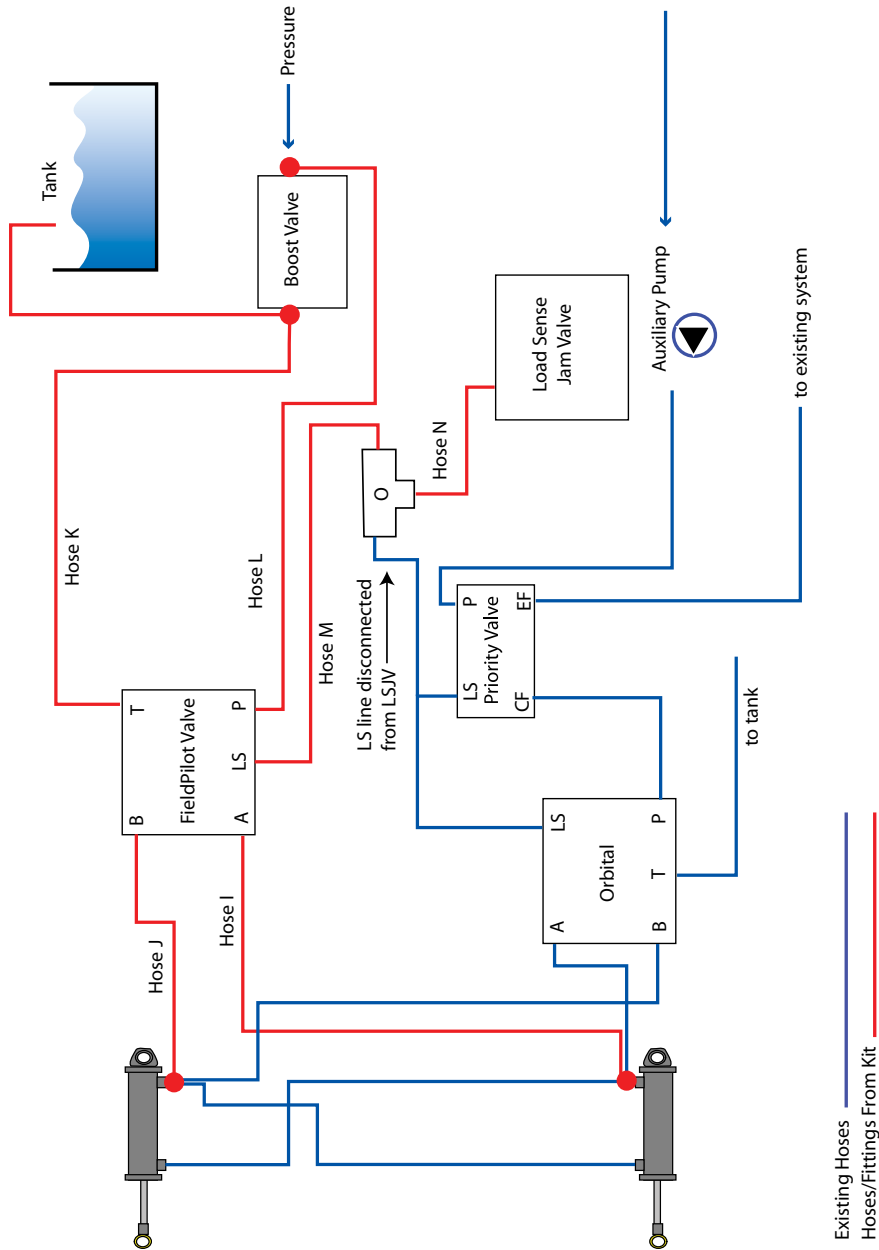 Tank
Pressure
Boost Valve
Hose K
Hose L
Hose M
T
B
FieldPilot Valve
P
LS
A
Hose J
Hose I
O
Hose N
Load Sense
Jam Valve
LS line disconnected
from LSJV
Auxiliary Pump
P
EF
LS
Priority Valve
CF
to existing system
to tank
LS
P
Orbital
T
A
B
Existing Hoses
Hoses/Fittings From Kit